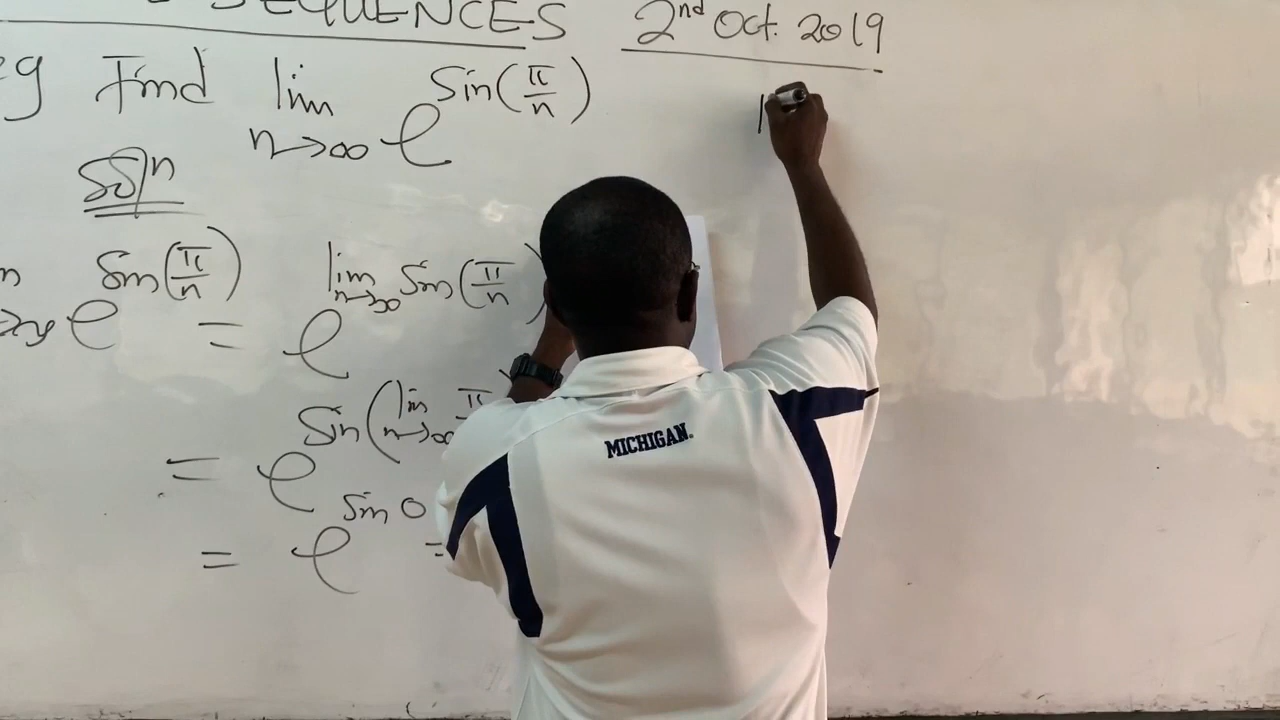 SEQUENCES 2nd Oct. 2019
eg Find lim n→∞ e^sin(π/n)
Soln
e^sin(π/n) = e^lim n→∞ sin(π/n)
= e^sin(lim n→∞ π
= e^sin 0 =
MICHIGAN.